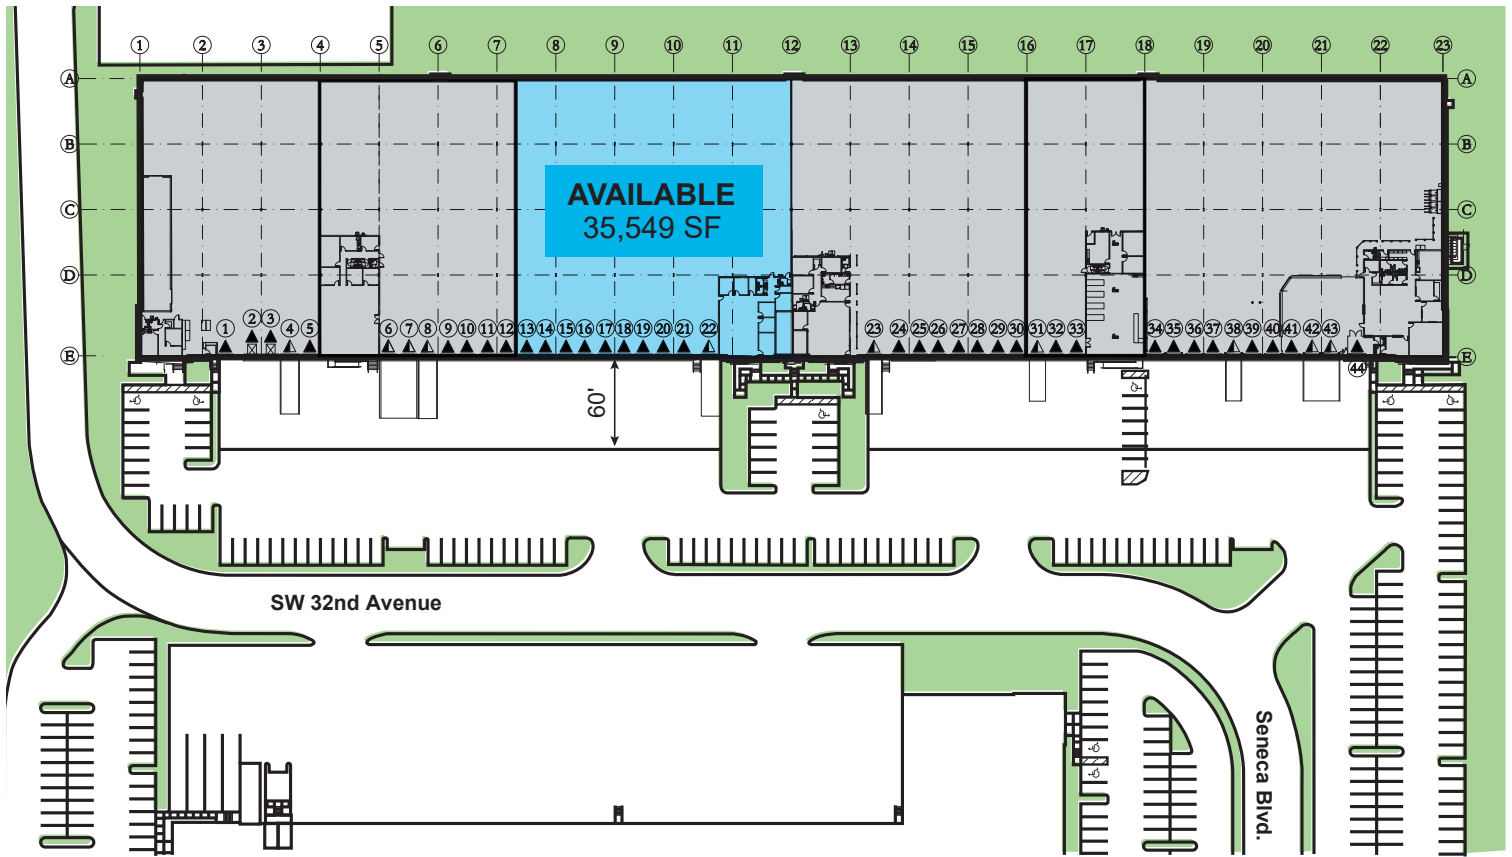 1 2 3 4 5 6 7 8 9 10 11 12 13 14 15 16 17 18 19 20 21 22 23
A A
B B
AVAILABLE
35,549 SF
C C
D D
1 2 3 4 5 6 7 8 9 10 11 12 13 14 15 16 17 18 19 20 21 22 23 24 25 26 27 28 29 30 31 32 33 34 35 36 37 38 39 40 41 42 43
E E
44
60'
SW 32nd Avenue
Seneca Blvd.